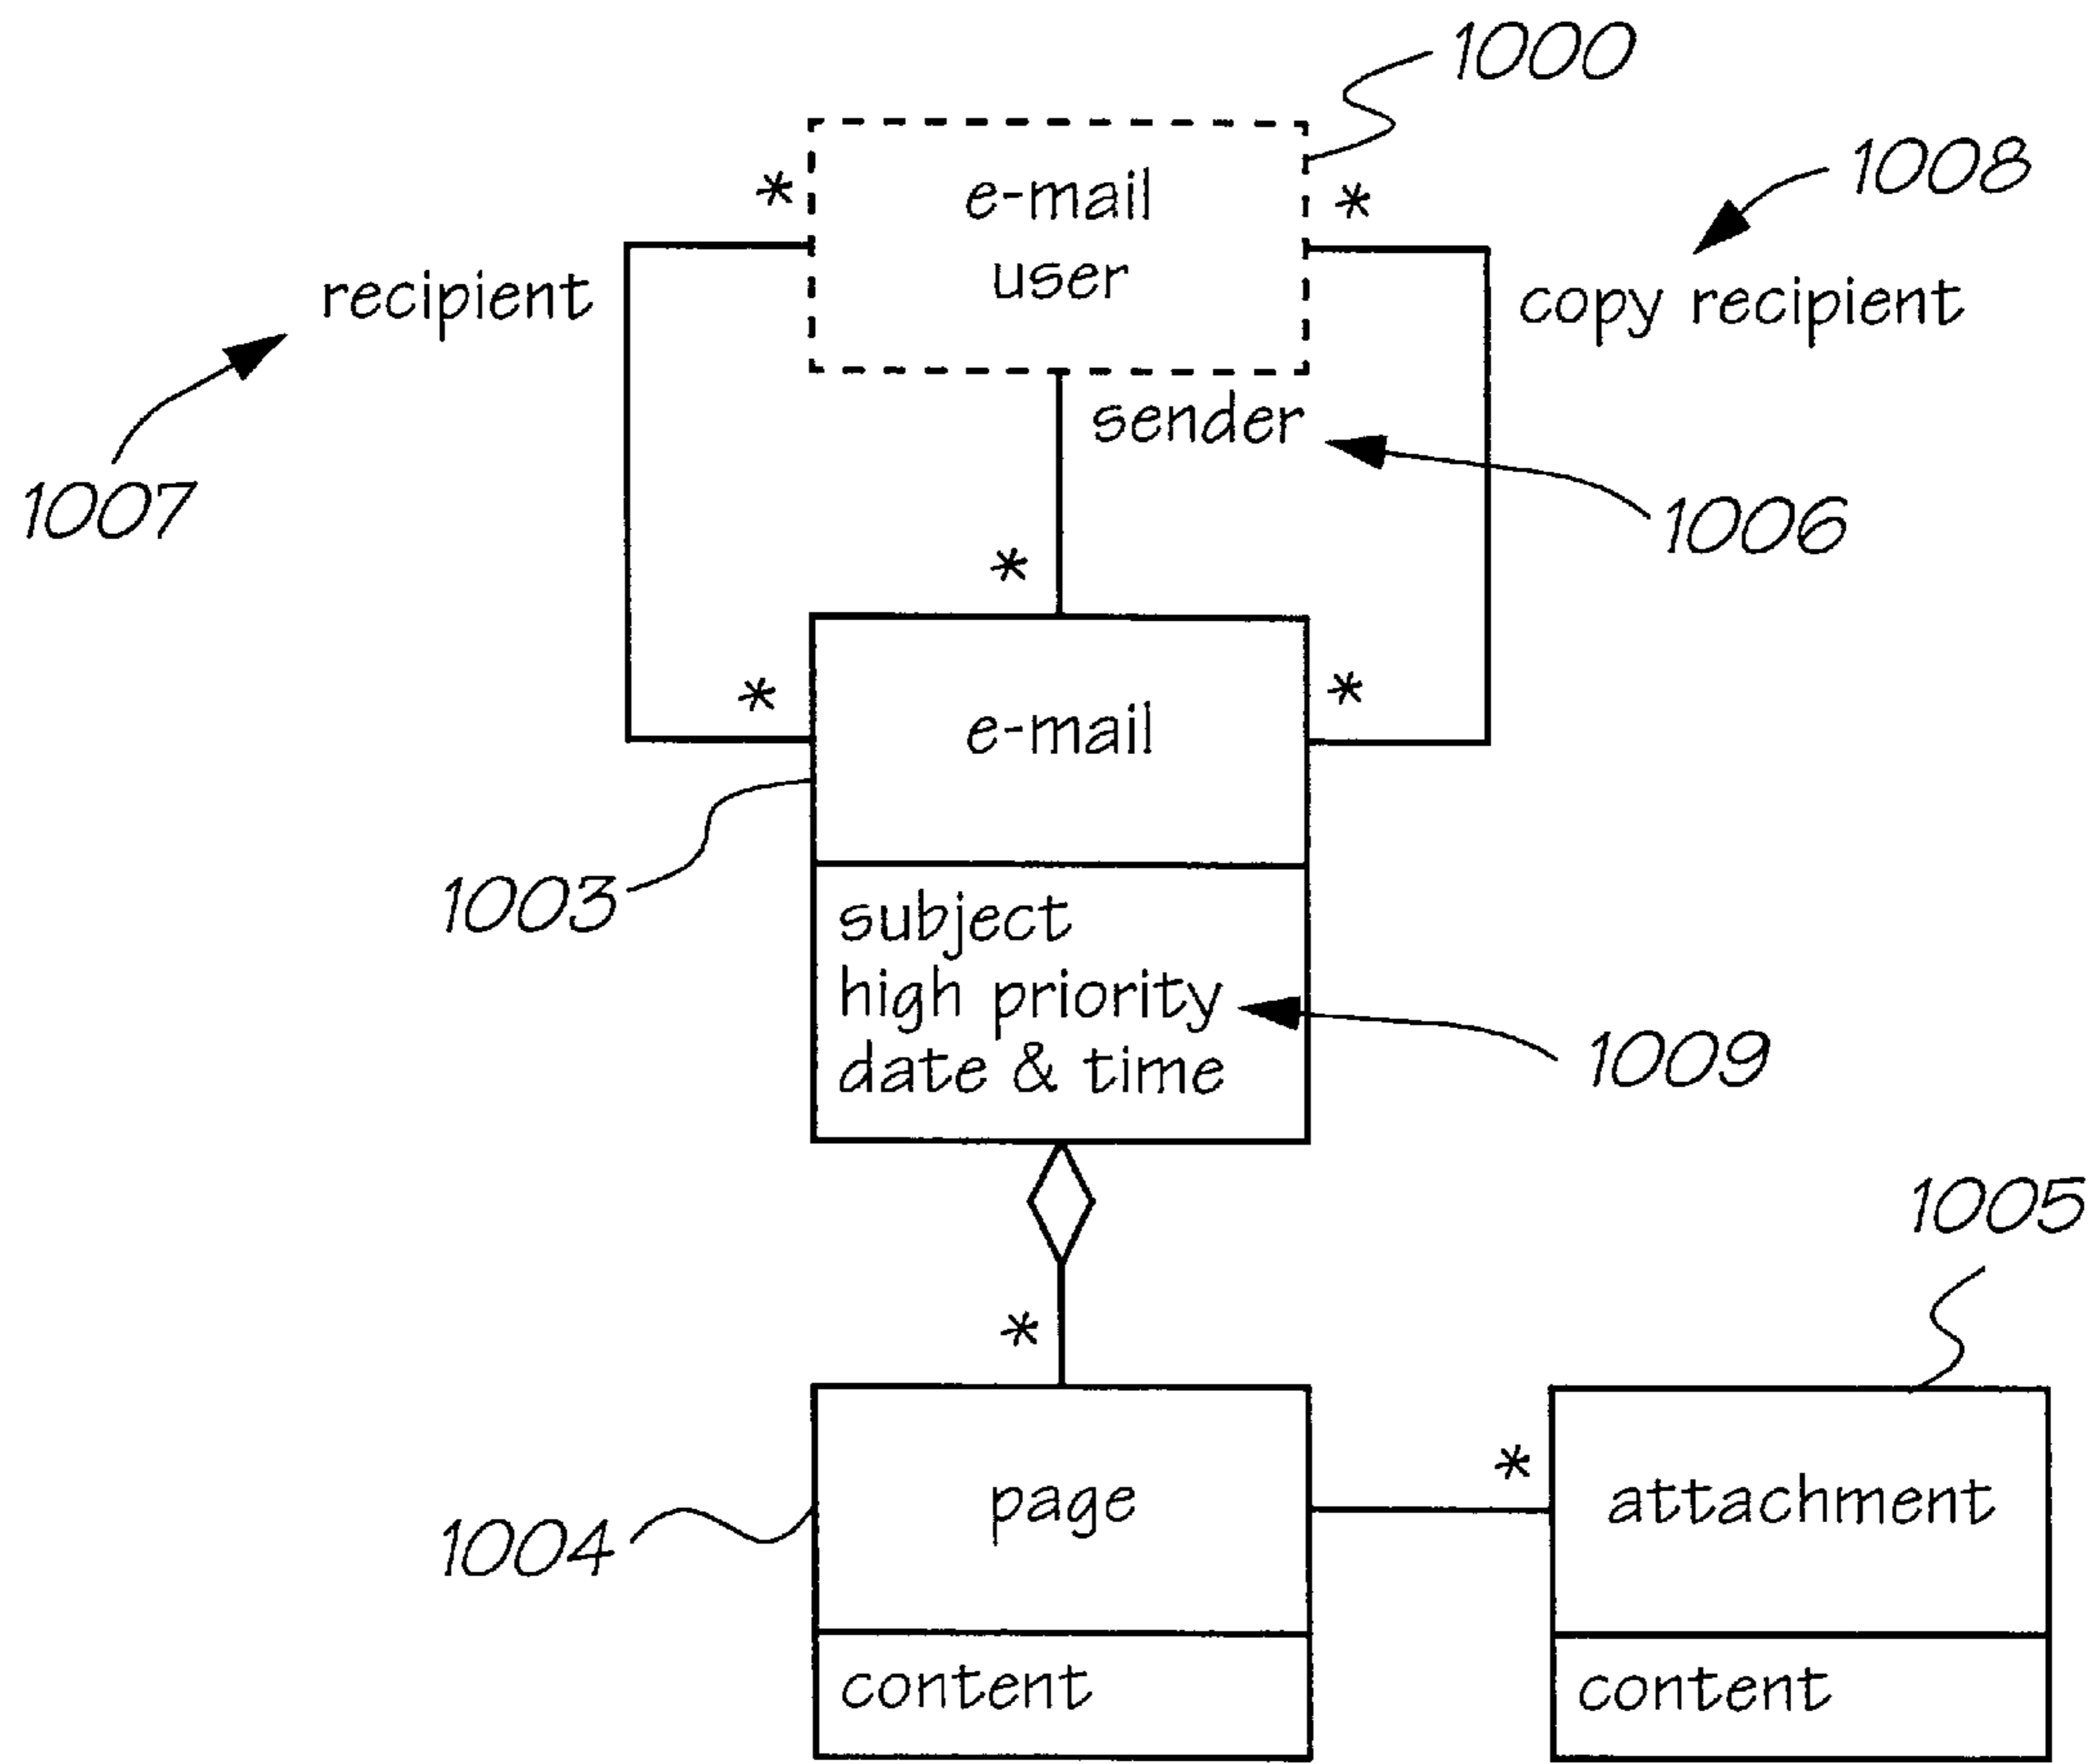 1000
1008
*
*
e-mail
user
recipient
copy recipient
sender
1007
1006
*
*
*
e-mail
1003
subject
high priority
date & time
1009
1005
*
*
page
attachment
1004
content
content